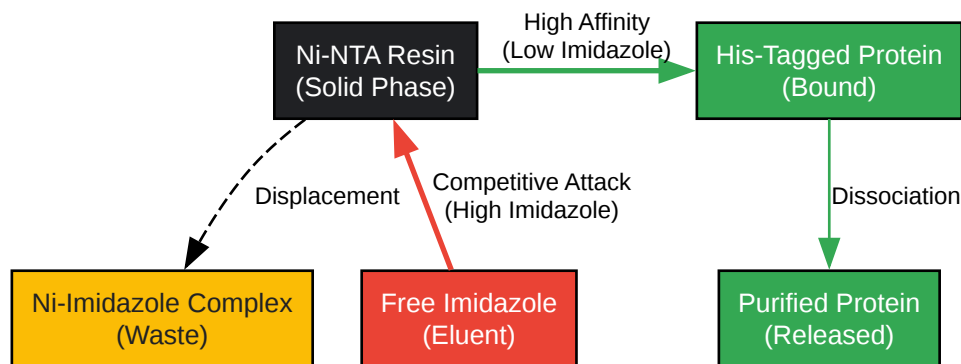 Ni-NTA Resin
(Solid Phase)
High Affinity
(Low Imidazole)
His-Tagged Protein
(Bound)
Displacement
Competitive Attack
(High Imidazole)
Dissociation
Ni-Imidazole Complex
(Waste)
Free Imidazole
(Eluent)
Purified Protein
(Released)